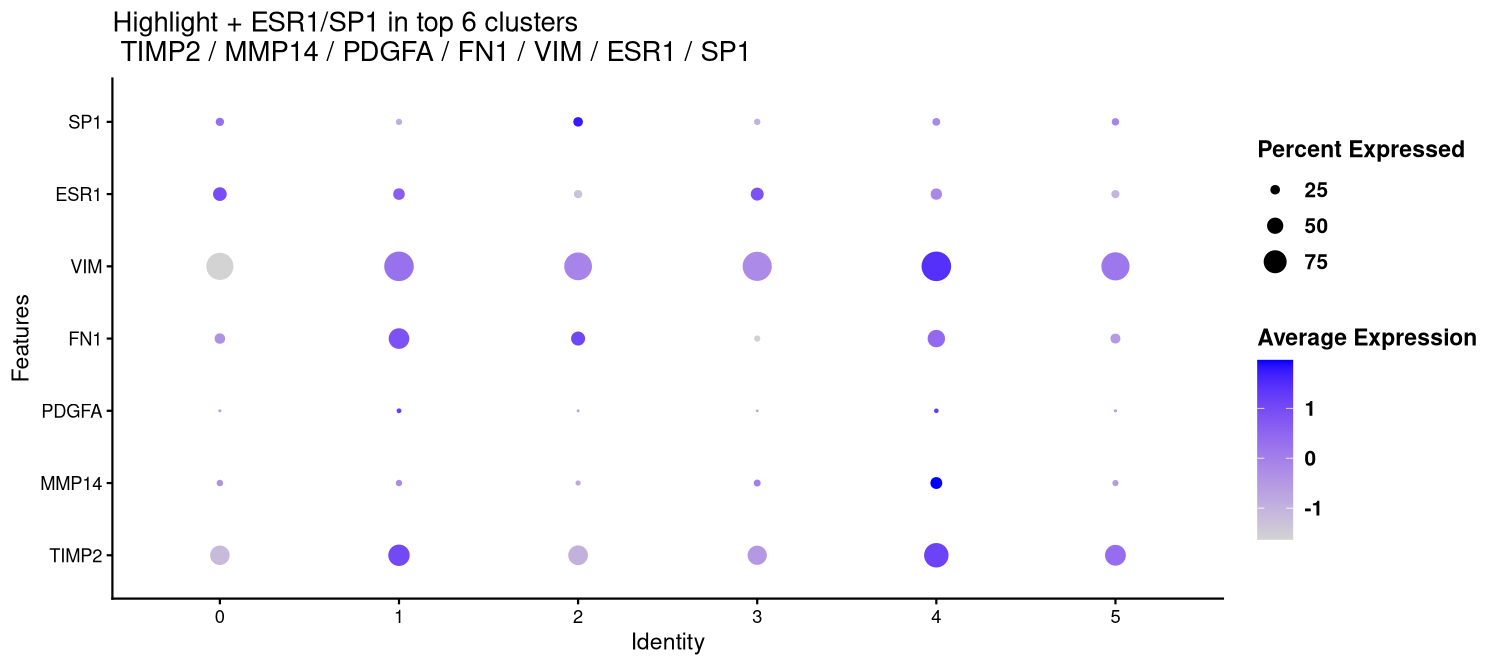 Highlight + ESR1/SP1 in top 6 clusters
TIMP2 / MMP14 / PDGFA / FN1 / VIM / ESR1 / SP1
Features
SP1
ESR1
VIM
FN1
PDGFA
MMP14
TIMP2
0 1 2 3 4 5
Identity
Percent Expressed
25
50
75
Average Expression
1
0
-1